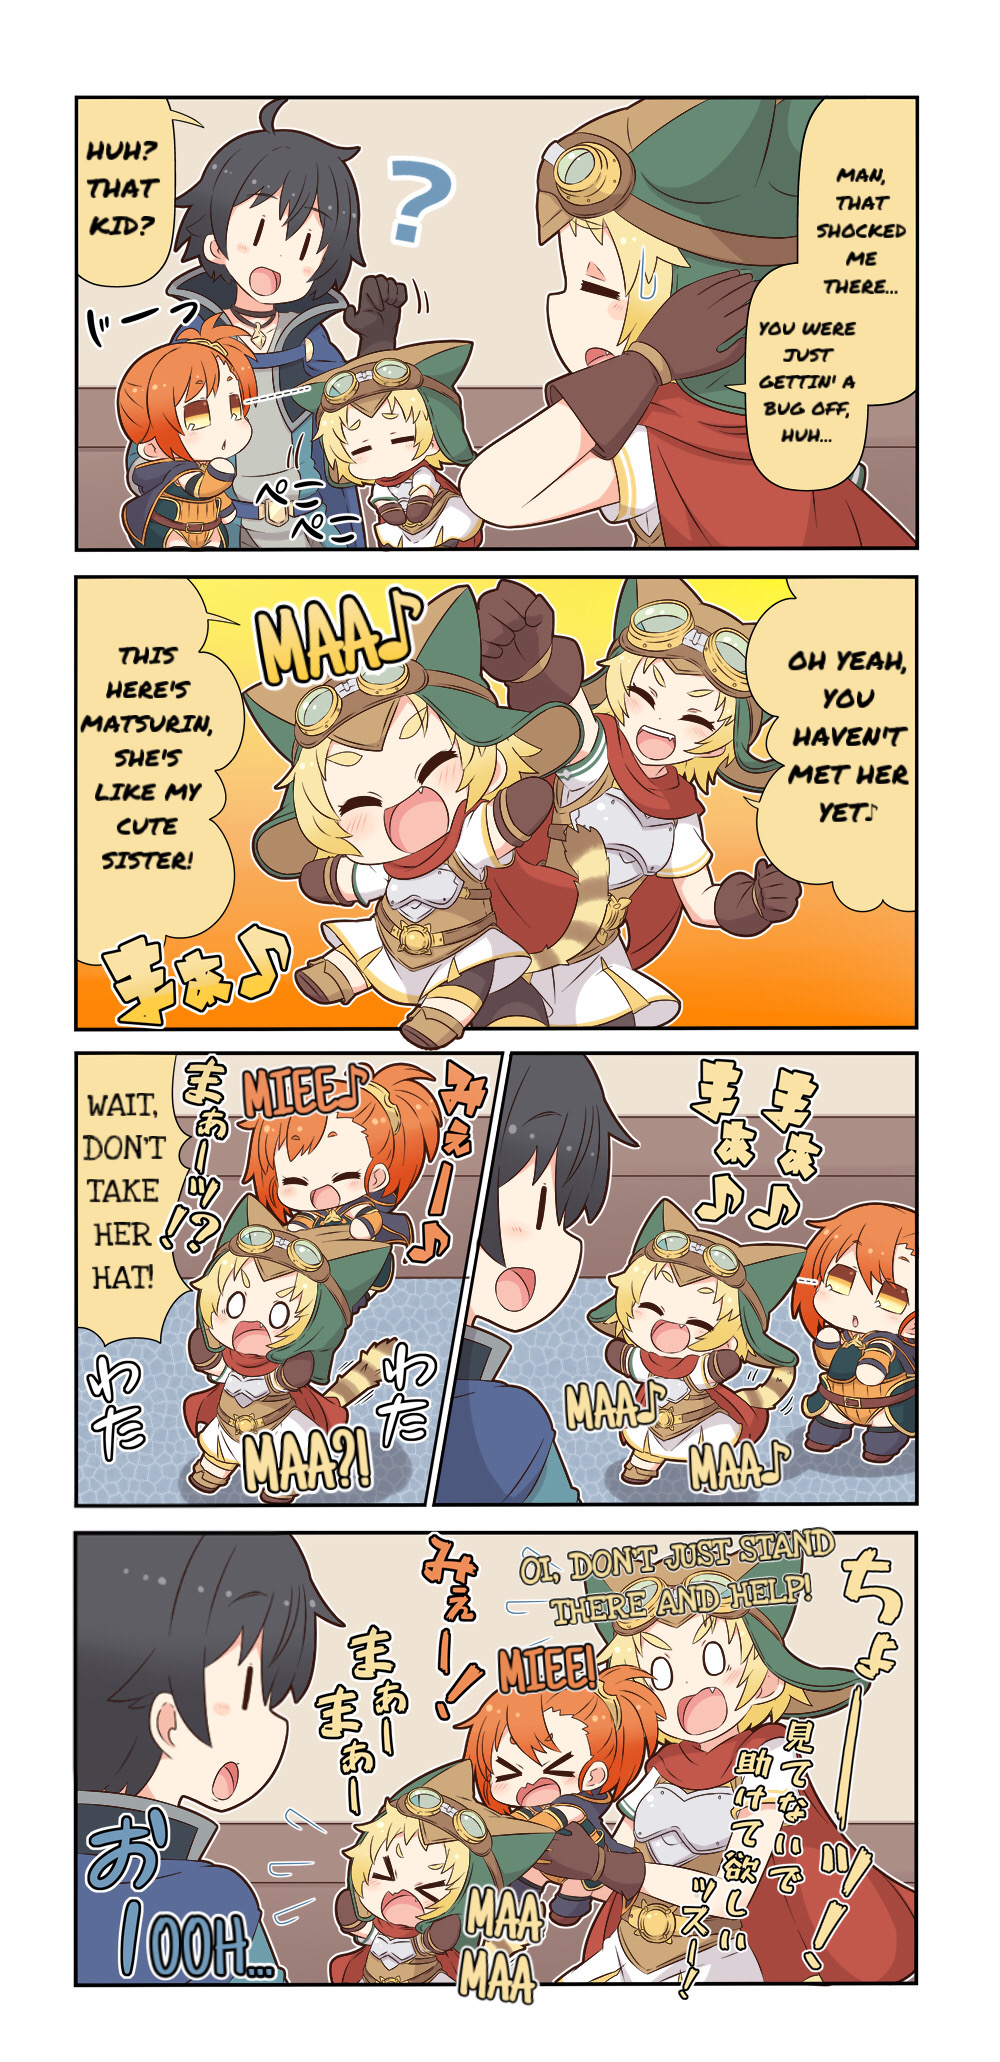 HUH?
THAT
KID?
?
MAN,
THAT
SHOCKED
ME
THERE...
YOU WERE
JUST
GETTIN' A
BUG OFF,
HUH...
じーっ
ペこ
ペこ
OH YEAH,
YOU
HAVEN'T
MET HER
YET♪
MAA♪
THIS
HERE'S
MATSURIN,
SHE'S
LIKE MY
CUTE
SISTER!
まぁ♪
WAIT,
DON'T
TAKE
HER
HAT!
まぁーッ?!
MIEE♪
みぇー♪
わた
わた
MAA?!
まぁ♪
まぁ♪
MAA♪
MAA♪
OI, DON'T JUST STAND
THERE AND HELP!
ちょーッ!
見てないで
助けて欲しい
ッスー!
みぇー!
MIEE!
まぁー
まぁー
MAA
MAA
おー
OOH...